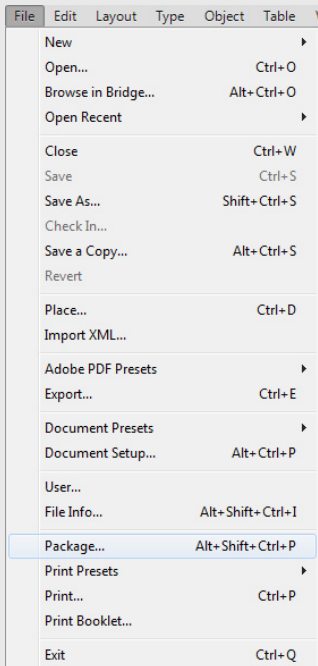 File Edit Layout Type Object Table
New
Open... Ctrl+O
Browse in Bridge... Alt+Ctrl+O
Open Recent
Close Ctrl+W
Save Ctrl+S
Save As... Shift+Ctrl+S
Check In...
Save a Copy... Alt+Ctrl+S
Revert
Place... Ctrl+D
Import XML...
Adobe PDF Presets
Export... Ctrl+E
Document Presets
Document Setup... Alt+Ctrl+P
User...
File Info... Alt+Shift+Ctrl+I
Package... Alt+Shift+Ctrl+P
Print Presets
Print... Ctrl+P
Print Booklet...
Exit Ctrl+Q